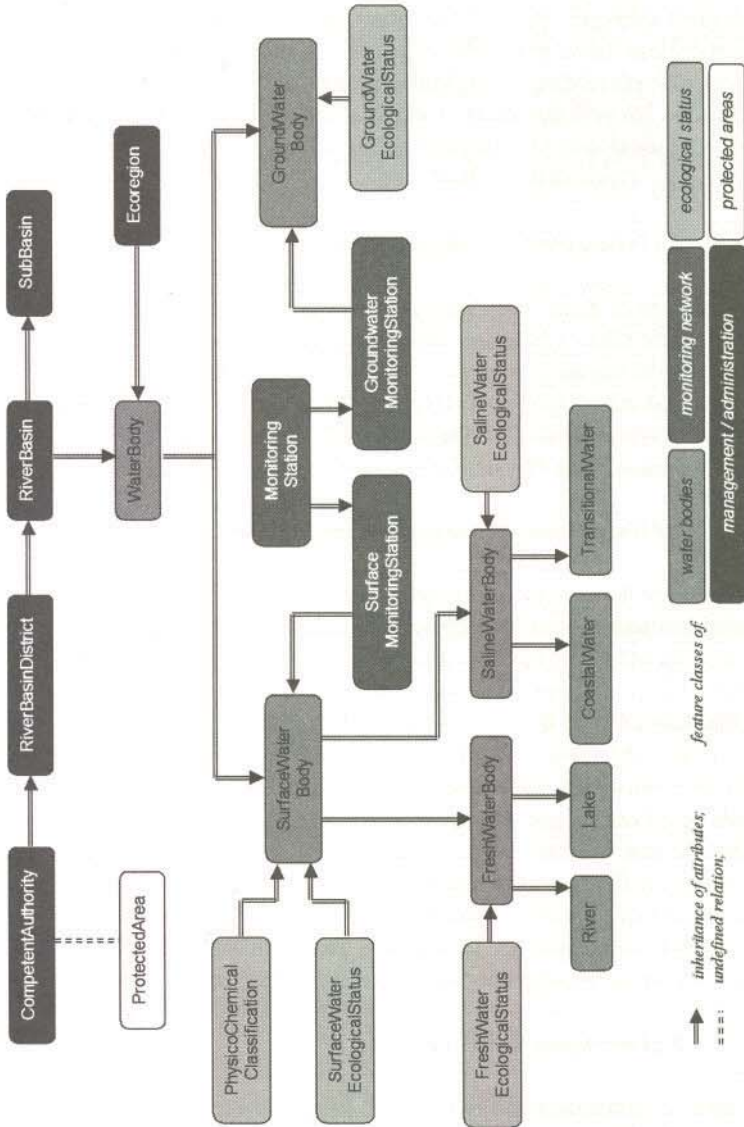 CompetentAuthority
RiverBasinDistrict
RiverBasin
SubBasin
ProtectedArea
WaterBody
Ecoregion
PhysicoChemical
Classification
SurfaceWater
EcologicalStatus
SurfaceWater
Body
Monitoring
Station
GroundWater
Body
Surface
MonitoringStation
Groundwater
MonitoringStation
GroundWater
EcologicalStatus
FreshWater
EcologicalStatus
FreshWaterBody
SalineWaterBody
SalineWater
EcologicalStatus
River
Lake
CoastalWater
TransitionalWater
inheritance of attributes;
undefined relation;
feature classes of:
water bodies
monitoring network
ecological status
management / administration
protected areas